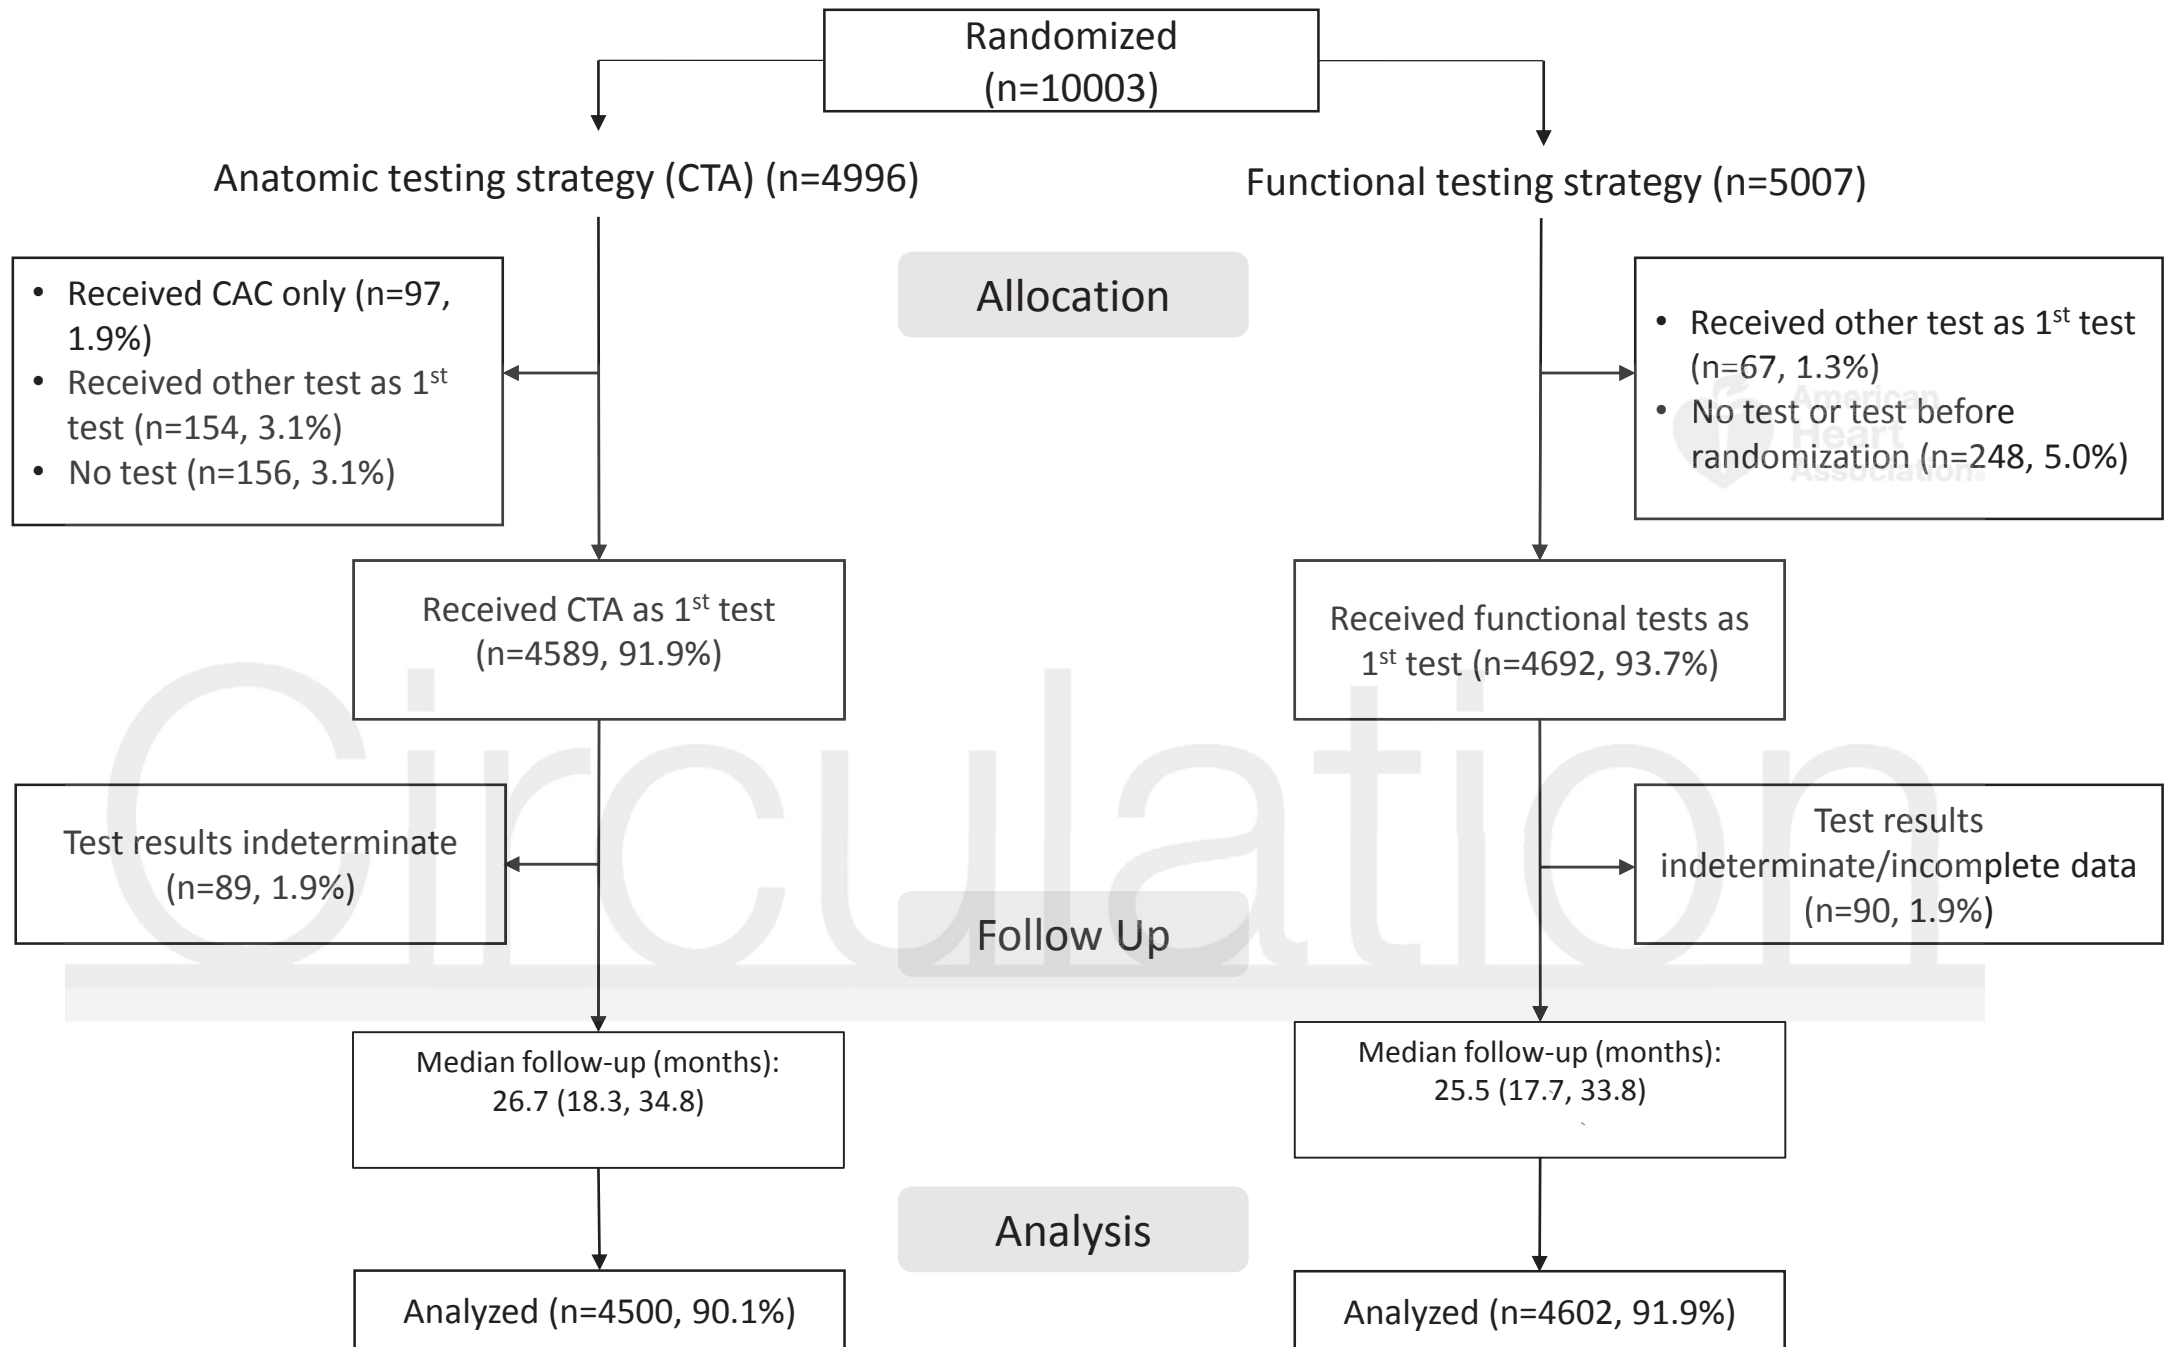 Randomized
(n=10003)
Anatomic testing strategy (CTA) (n=4996)
Functional testing strategy (n=5007)
Allocation
• Received CAC only (n=97,
1.9%)
• Received other test as 1st
test (n=154, 3.1%)
• No test (n=156, 3.1%)
• Received other test as 1st test
(n=67, 1.3%)
• No test or test before
randomization (n=248, 5.0%)
American
Heart
Association®
Received CTA as 1st test
(n=4589, 91.9%)
Received functional tests as
1st test (n=4692, 93.7%)
Circulation
Test results indeterminate
(n=89, 1.9%)
Test results
indeterminate/incomplete data
(n=90, 1.9%)
Follow Up
Median follow-up (months):
26.7 (18.3, 34.8)
Median follow-up (months):
25.5 (17.7, 33.8)
Analysis
Analyzed (n=4500, 90.1%)
Analyzed (n=4602, 91.9%)